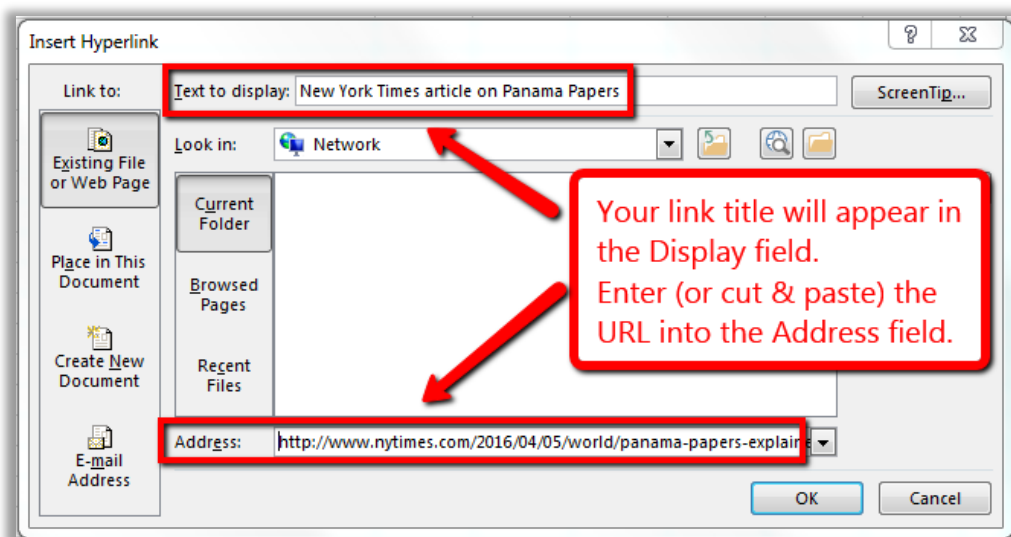 Insert Hyperlink
Link to:
Text to display: New York Times article on Panama Papers
ScreenTip...
Existing File
or Web Page
Look in: Network
Current
Folder
Your link title will appear in
the Display field.
Enter (or cut & paste) the
URL into the Address field.
Place in This
Document
Browsed
Pages
Create New
Document
Recent
Files
E-mail
Address
Address: http://www.nytimes.com/2016/04/05/world/panama-papers-explaine
OK
Cancel